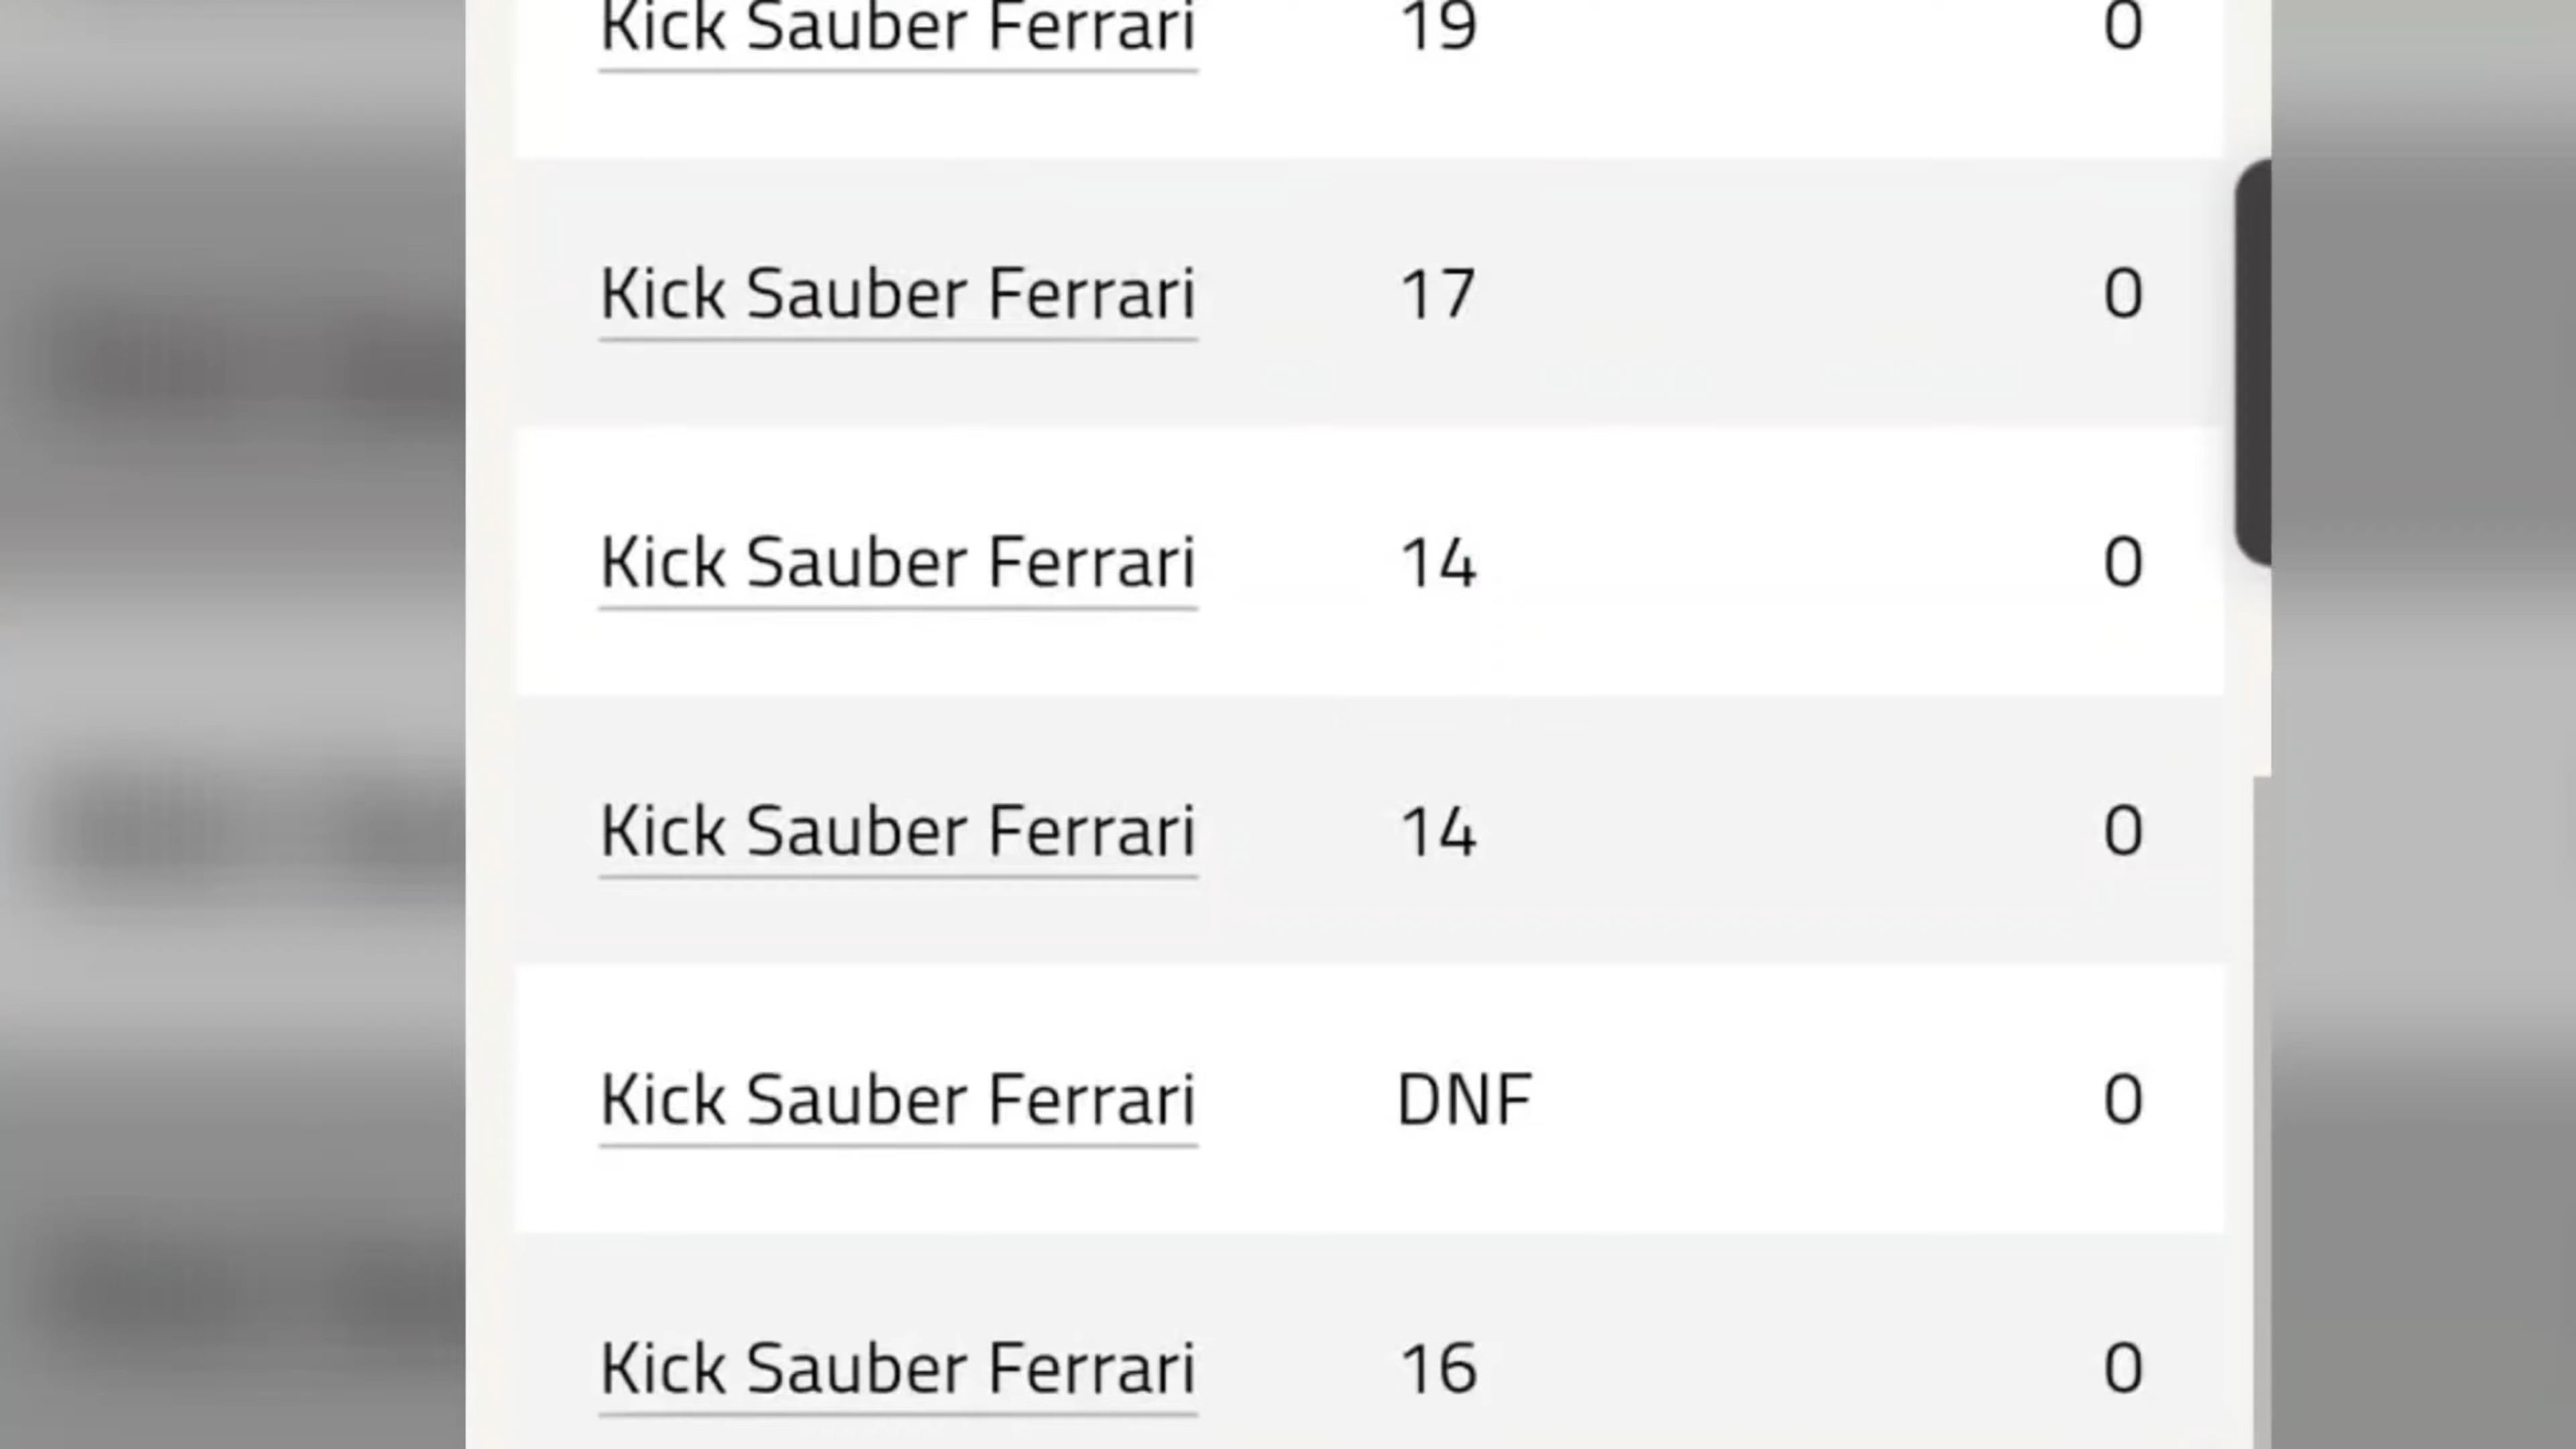 Kick Sauber Ferrari 19 0
Kick Sauber Ferrari 17 0
Kick Sauber Ferrari 14 0
Kick Sauber Ferrari 14 0
Kick Sauber Ferrari DNF 0
Kick Sauber Ferrari 16 0